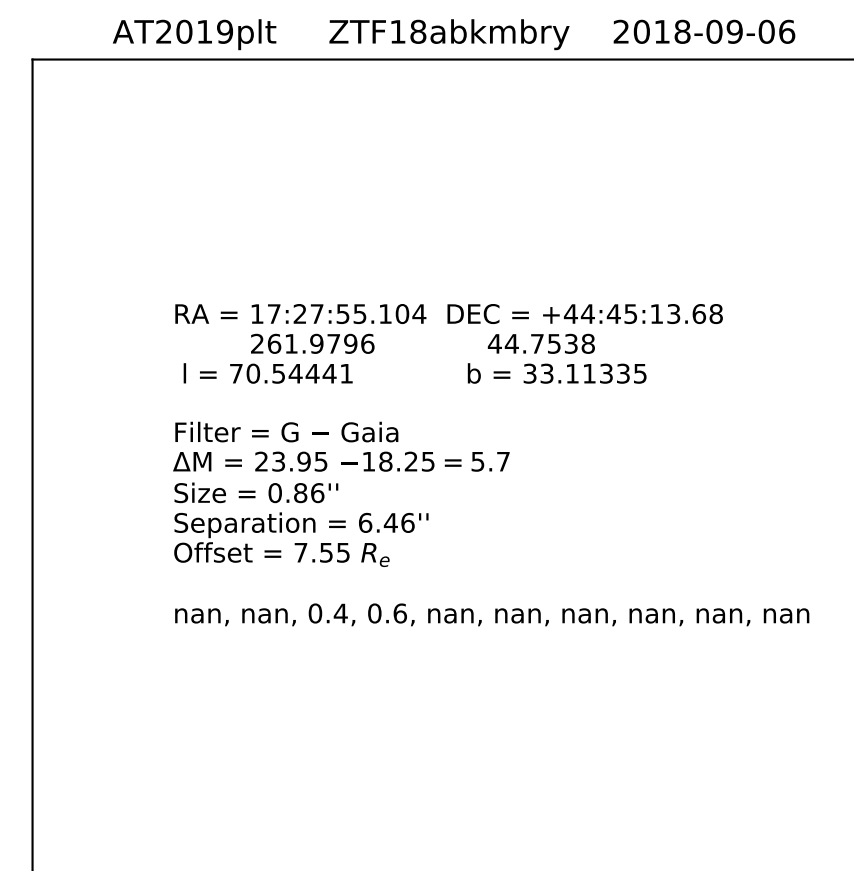 AT2019plt ZTF18abkmbry 2018-09-06
RA = 17:27:55.104 DEC = +44:45:13.68
261.9796 44.7538
l = 70.54441 b = 33.11335
Filter = G − Gaia
ΔM = 23.95 −18.25 = 5.7
Size = 0.86''
Separation = 6.46''
Offset = 7.55 Re
nan, nan, 0.4, 0.6, nan, nan, nan, nan, nan, nan